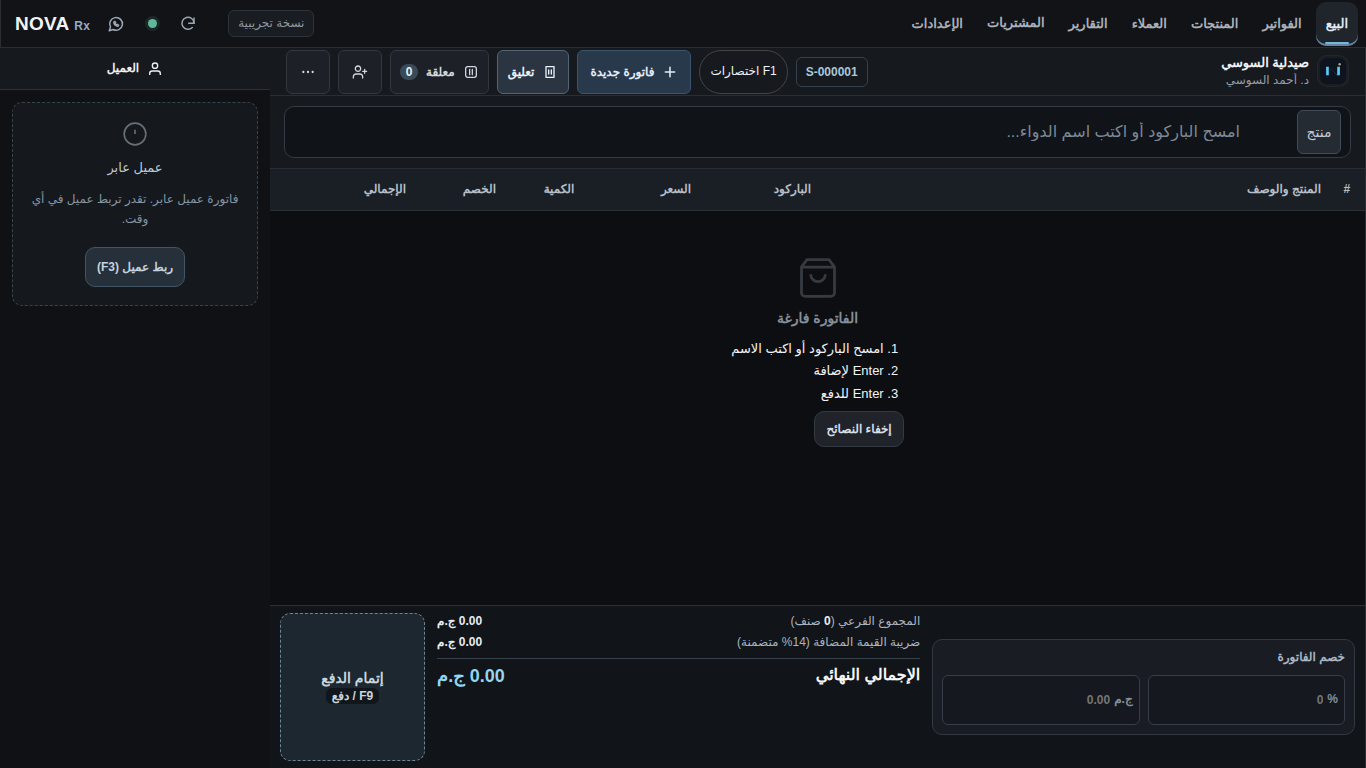 البيع
الفواتير
المنتجات
العملاء
التقارير
المشتريات
الإعدادات
نسخة تجريبية
NOVA Rx
صيدلية السوسي
د. أحمد السوسي
S-000001
F1 اختصارات
فاتورة جديدة
تعليق
معلقة 0
العميل
منتج
امسح الباركود أو اكتب اسم الدواء...
عميل عابر
فاتورة عميل عابر. تقدر تربط عميل في أي
وقت.
ربط عميل (F3)
# المنتج والوصف الباركود السعر الكمية الخصم الإجمالي
الفاتورة فارغة
1. امسح الباركود أو اكتب الاسم
2. Enter لإضافة
3. Enter للدفع
إخفاء النصائح
خصم الفاتورة
% 0
ج.م 0.00
المجموع الفرعي (0 صنف) 0.00 ج.م
ضريبة القيمة المضافة (14% متضمنة) 0.00 ج.م
الإجمالي النهائي 0.00 ج.م
إتمام الدفع
F9 / دفع